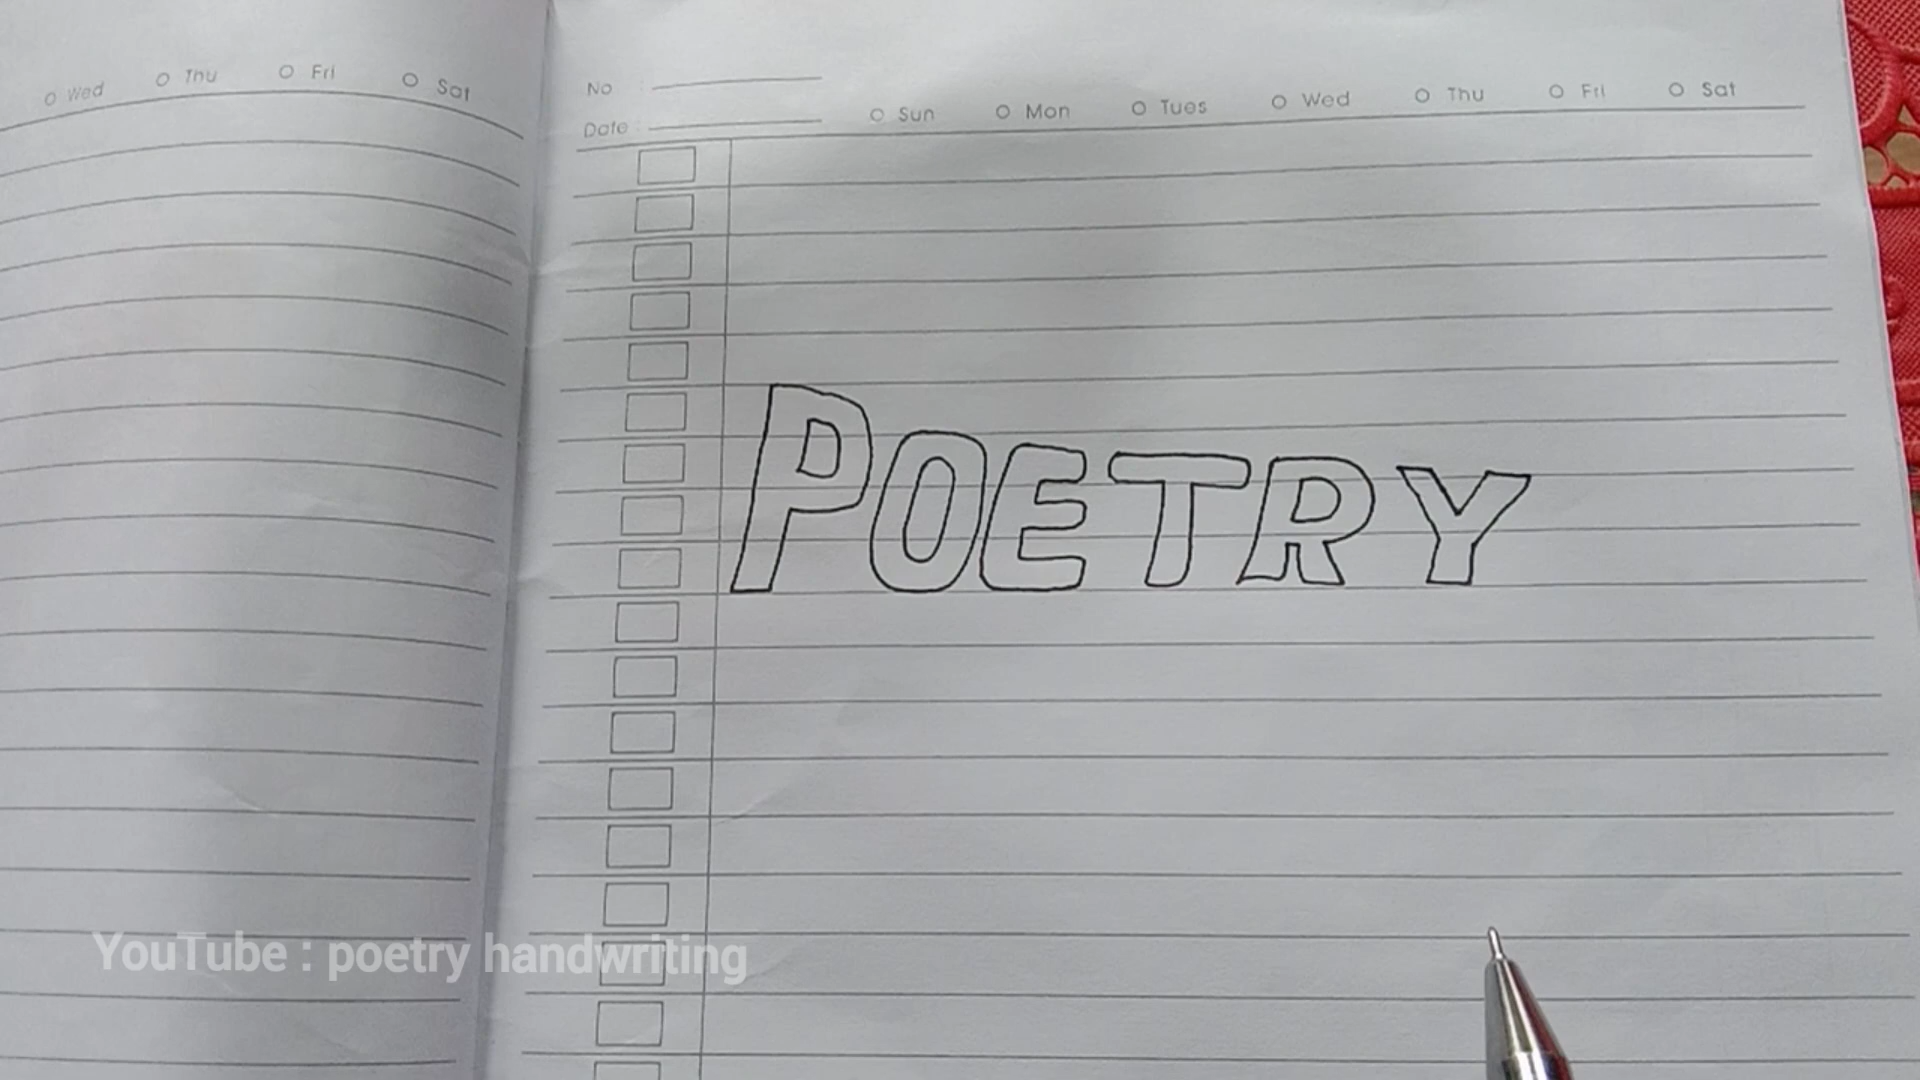 Wed Thu Fri Sat
No
Date :
Sun Mon Tues Wed Thu Fri Sat
POETRY
YouTube : poetry handwriting